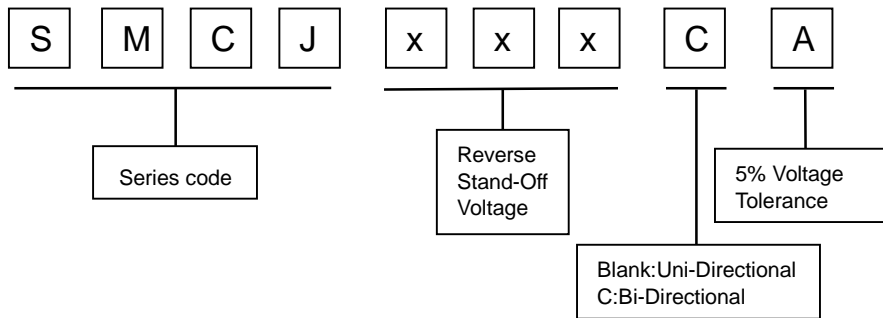 S M C J x x x C A
Series code
Reverse
Stand-Off
Voltage
5% Voltage
Tolerance
Blank:Uni-Directional
C:Bi-Directional